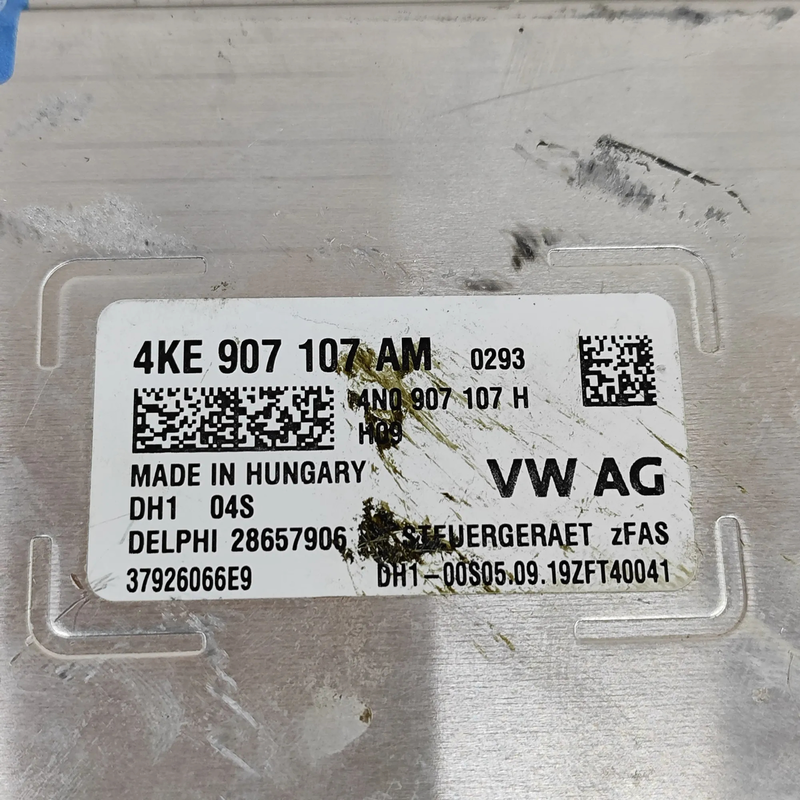 4KE 907 107 AM 0293
4N0 907 107 H
H09
MADE IN HUNGARY
VW AG
DH1 04S
DELPHI 28657906 STEUERGERAET zFAS
37926066E9 DH1-00S05.09.19ZFT40041